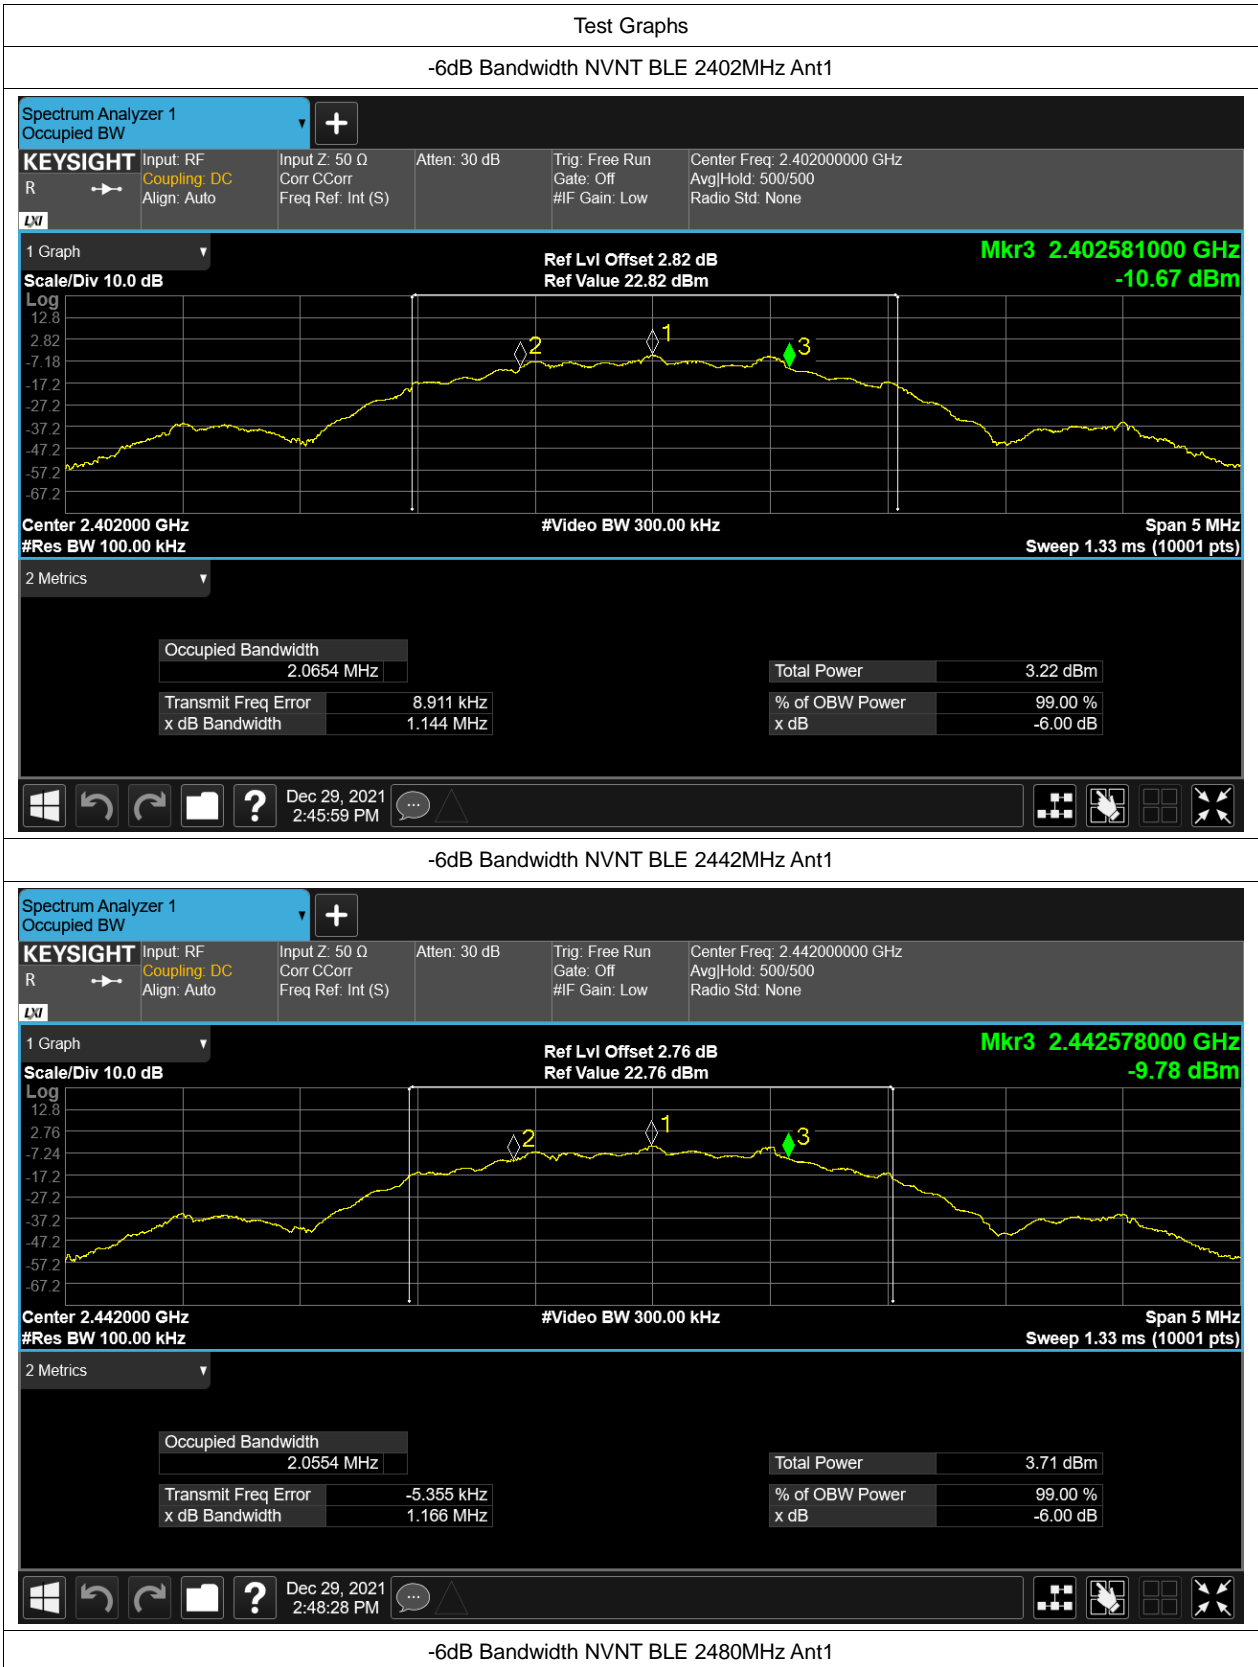 Test Graphs
-6dB Bandwidth NVNT BLE 2402MHz Ant1
Spectrum Analyzer 1
Occupied BW
KEYSIGHT Input: RF Input Z: 50 Ω Atten: 30 dB Trig: Free Run Center Freq: 2.402000000 GHz
R Coupling: DC Corr CCorr Gate: Off Avg|Hold: 500/500
Align: Auto Freq Ref: Int (S) #IF Gain: Low Radio Std: None
LXI
1 Graph Ref Lvl Offset 2.82 dB Mkr3 2.402581000 GHz
Scale/Div 10.0 dB Ref Value 22.82 dBm -10.67 dBm
Log
12.8
2.82
-7.18
-17.2
-27.2
-37.2
-47.2
-57.2
-67.2
2 1 3
Center 2.402000 GHz #Video BW 300.00 kHz Span 5 MHz
#Res BW 100.00 kHz Sweep 1.33 ms (10001 pts)
2 Metrics
Occupied Bandwidth
2.0654 MHz Total Power 3.22 dBm
Transmit Freq Error 8.911 kHz % of OBW Power 99.00 %
x dB Bandwidth 1.144 MHz x dB -6.00 dB
? Dec 29, 2021
2:45:59 PM
-6dB Bandwidth NVNT BLE 2442MHz Ant1
Spectrum Analyzer 1
Occupied BW
KEYSIGHT Input: RF Input Z: 50 Ω Atten: 30 dB Trig: Free Run Center Freq: 2.442000000 GHz
R Coupling: DC Corr CCorr Gate: Off Avg|Hold: 500/500
Align: Auto Freq Ref: Int (S) #IF Gain: Low Radio Std: None
LXI
1 Graph Ref Lvl Offset 2.76 dB Mkr3 2.442578000 GHz
Scale/Div 10.0 dB Ref Value 22.76 dBm -9.78 dBm
Log
12.8
2.76
-7.24
-17.2
-27.2
-37.2
-47.2
-57.2
-67.2
2 1 3
Center 2.442000 GHz #Video BW 300.00 kHz Span 5 MHz
#Res BW 100.00 kHz Sweep 1.33 ms (10001 pts)
2 Metrics
Occupied Bandwidth
2.0554 MHz Total Power 3.71 dBm
Transmit Freq Error -5.355 kHz % of OBW Power 99.00 %
x dB Bandwidth 1.166 MHz x dB -6.00 dB
? Dec 29, 2021
2:48:28 PM
-6dB Bandwidth NVNT BLE 2480MHz Ant1